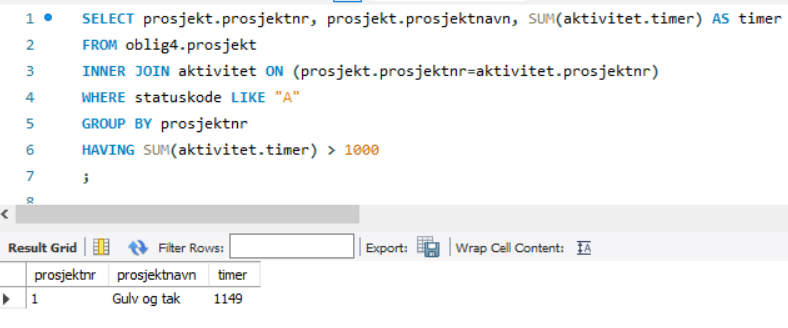 1 SELECT prosjekt.prosjektnr, prosjekt.prosjektnavn, SUM(aktivitet.timer) AS timer
2 FROM oblig4.prosjekt
3 INNER JOIN aktivitet ON (prosjekt.prosjektnr=aktivitet.prosjektnr)
4 WHERE statuskode LIKE "A"
5 GROUP BY prosjektnr
6 HAVING SUM(aktivitet.timer) > 1000
7 ;
8
Result Grid Filter Rows: Export: Wrap Cell Content:
prosjektnr prosjektnavn timer
1 Gulv og tak 1149